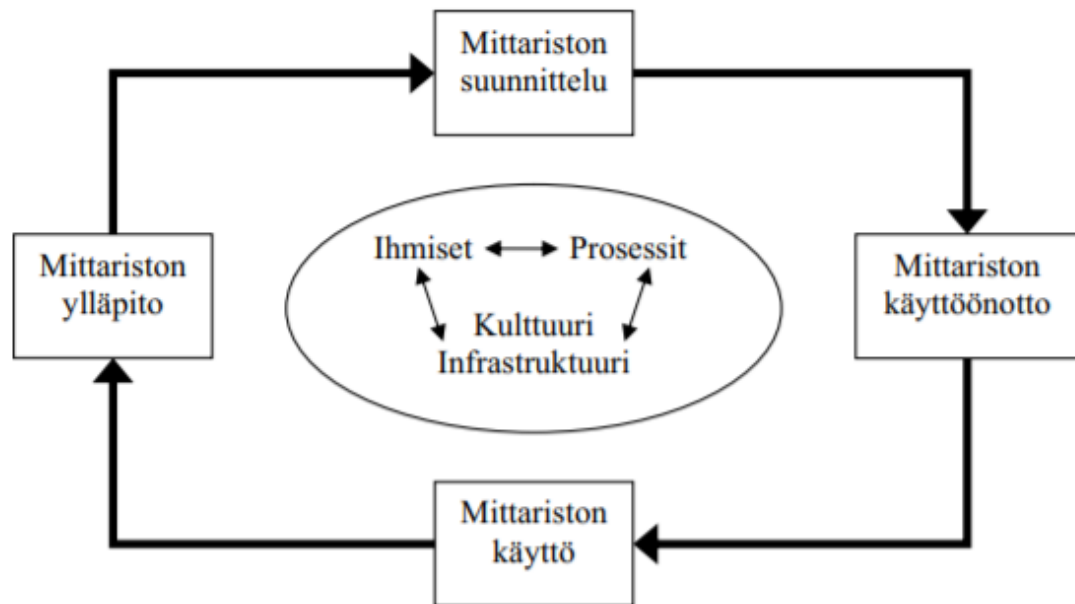 Mittariston
suunnittelu
Ihmiset
Prosessit
Kulttuuri
Infrastruktuuri
Mittariston
ylläpito
Mittariston
käyttöönotto
Mittariston
käyttö